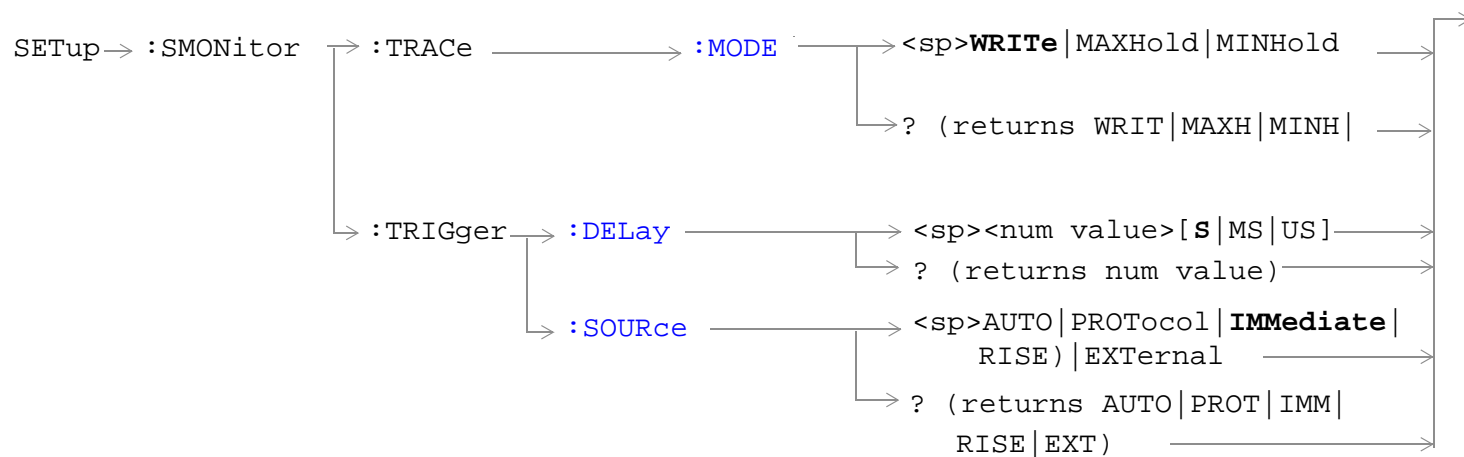 SETup :SMONitor :TRACe :MODE <sp>WRITe|MAXHold|MINHold
? (returns WRIT|MAXH|MINH|
:TRIGger :DELay <sp><num value>[S|MS|US]
? (returns num value)
:SOURce <sp>AUTO|PROTocol|IMMediate|
RISE)|EXTernal
? (returns AUTO|PROT|IMM|
RISE|EXT)